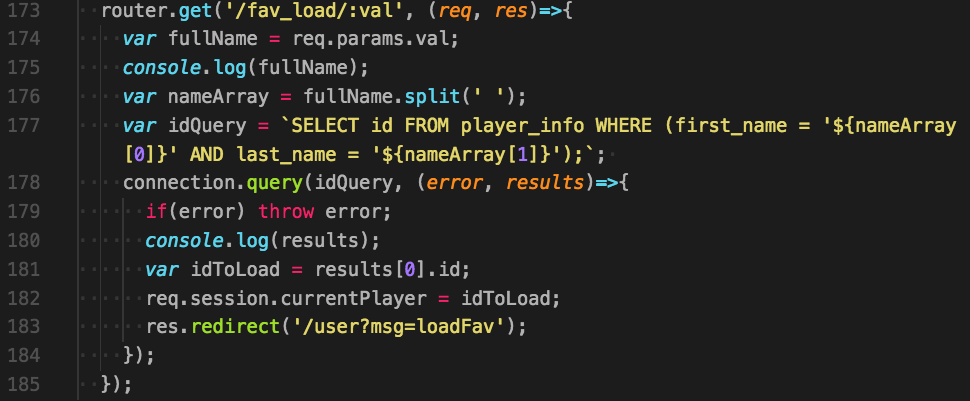 173 router.get('/fav_load/:val', (req, res)=>{
174 var fullName = req.params.val;
175 console.log(fullName);
176 var nameArray = fullName.split(' ');
177 var idQuery = `SELECT id FROM player_info WHERE (first_name = '${nameArray
[0]}' AND last_name = '${nameArray[1]}');`;
178 connection.query(idQuery, (error, results)=>{
179 if(error) throw error;
180 console.log(results);
181 var idToLoad = results[0].id;
182 req.session.currentPlayer = idToLoad;
183 res.redirect('/user?msg=loadFav');
184 });
185 });